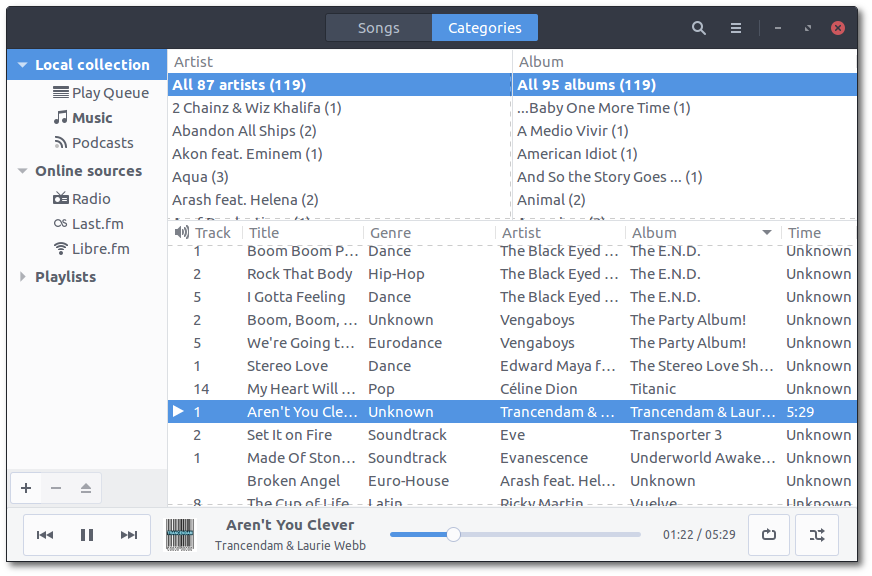 Songs Categories
Local collection
Play Queue
Music
Podcasts
Online sources
Radio
Last.fm
Libre.fm
Playlists
Artist Album
All 87 artists (119) All 95 albums (119)
2 Chainz & Wiz Khalifa (1) ...Baby One More Time (1)
Abandon All Ships (2) A Medio Vivir (1)
Akon feat. Eminem (1) American Idiot (1)
Aqua (3) And So the Story Goes ... (1)
Arash feat. Helena (2) Animal (2)
Track Title Genre Artist Album Time
1 Boom Boom P… Dance The Black Eyed … The E.N.D. Unknown
2 Rock That Body Hip-Hop The Black Eyed … The E.N.D. Unknown
5 I Gotta Feeling Dance The Black Eyed … The E.N.D. Unknown
2 Boom, Boom, … Unknown Vengaboys The Party Album! Unknown
5 We're Going t… Eurodance Vengaboys The Party Album! Unknown
1 Stereo Love Dance Edward Maya f… The Stereo Love Sh… Unknown
14 My Heart Will … Pop Céline Dion Titanic Unknown
1 Aren't You Cle… Unknown Trancendam & … Trancendam & Laur… 5:29
2 Set It on Fire Soundtrack Eve Transporter 3 Unknown
1 Made Of Ston… Soundtrack Evanescence Underworld Awake… Unknown
Broken Angel Euro-House Arash feat. Hel… Unknown Unknown
8 The Cup of Life Latin Ricky Martin Vuelve Unknown
TRANCENDAM
Aren't You Clever
Trancendam & Laurie Webb
01:22 / 05:29